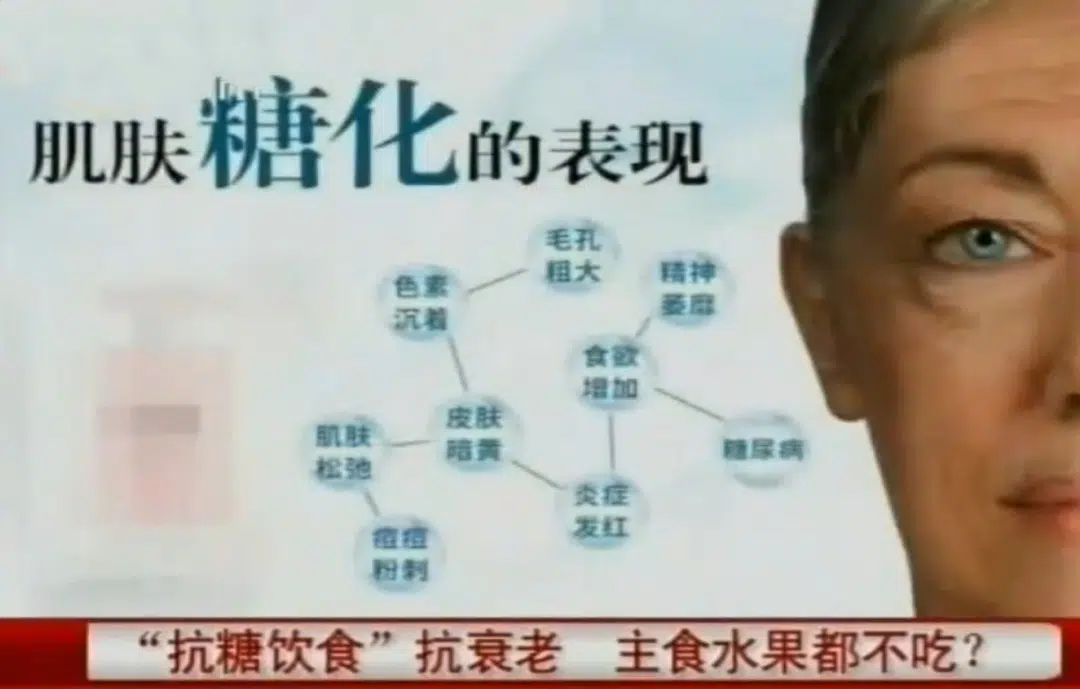 肌肤糖化的表现
毛孔
粗大
色素
沉着
精神
萎靡
食欲
增加
皮肤
暗黄
肌肤
松弛
糖尿病
炎症
发红
痘痘
粉刺
“抗糖饮食”抗衰老 主食水果都不吃？